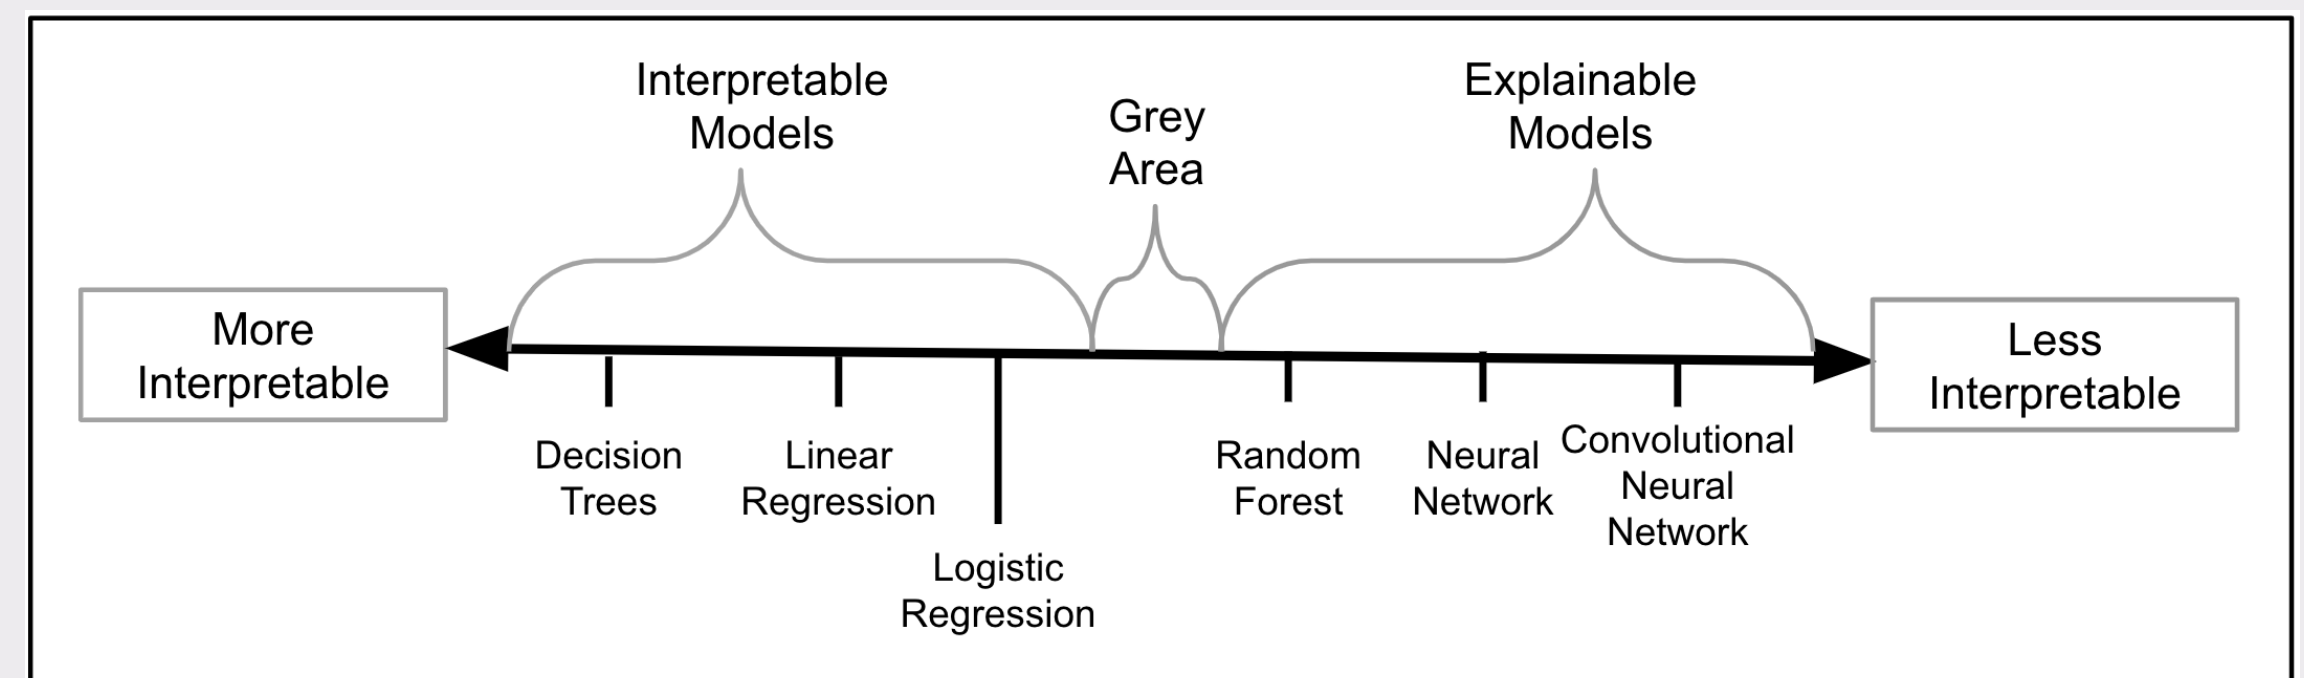 Interpretable
Models
Grey
Area
Explainable
Models
More
Interpretable
Less
Interpretable
Decision
Trees
Linear
Regression
Logistic
Regression
Random
Forest
Neural
Network
Convolutional
Neural
Network